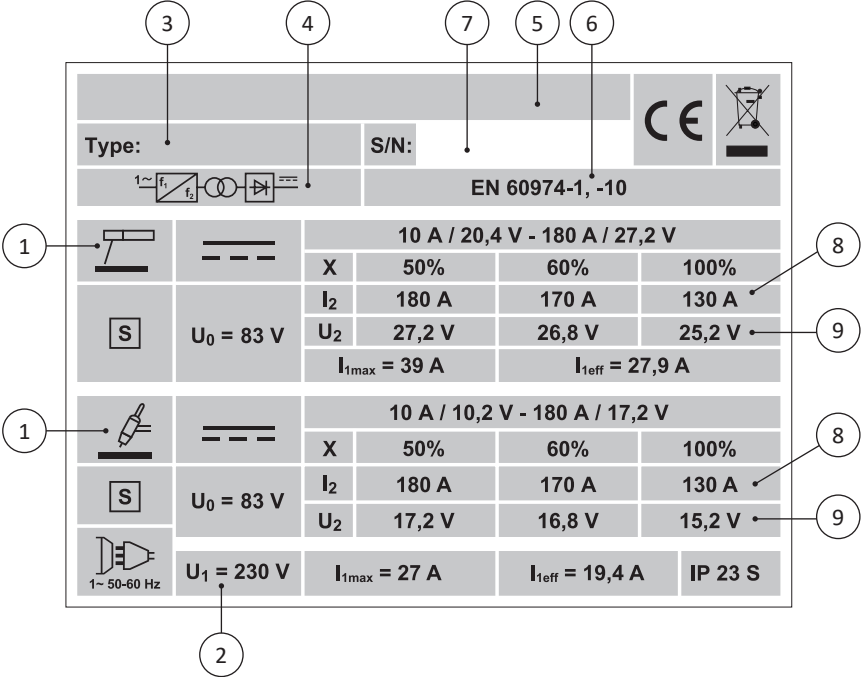 3 4 7 5 6
CE
Type: S/N:
1~ f1 f2 EN 60974-1, -10
1 10 A / 20,4 V - 180 A / 27,2 V 8
X 50% 60% 100%
I2 180 A 170 A 130 A
S U0 = 83 V U2 27,2 V 26,8 V 25,2 V 9
I1max = 39 A I1eff = 27,9 A
1 10 A / 10,2 V - 180 A / 17,2 V 8
X 50% 60% 100%
S U0 = 83 V I2 180 A 170 A 130 A
U2 17,2 V 16,8 V 15,2 V 9
1~ 50-60 Hz U1 = 230 V I1max = 27 A I1eff = 19,4 A IP 23 S
2